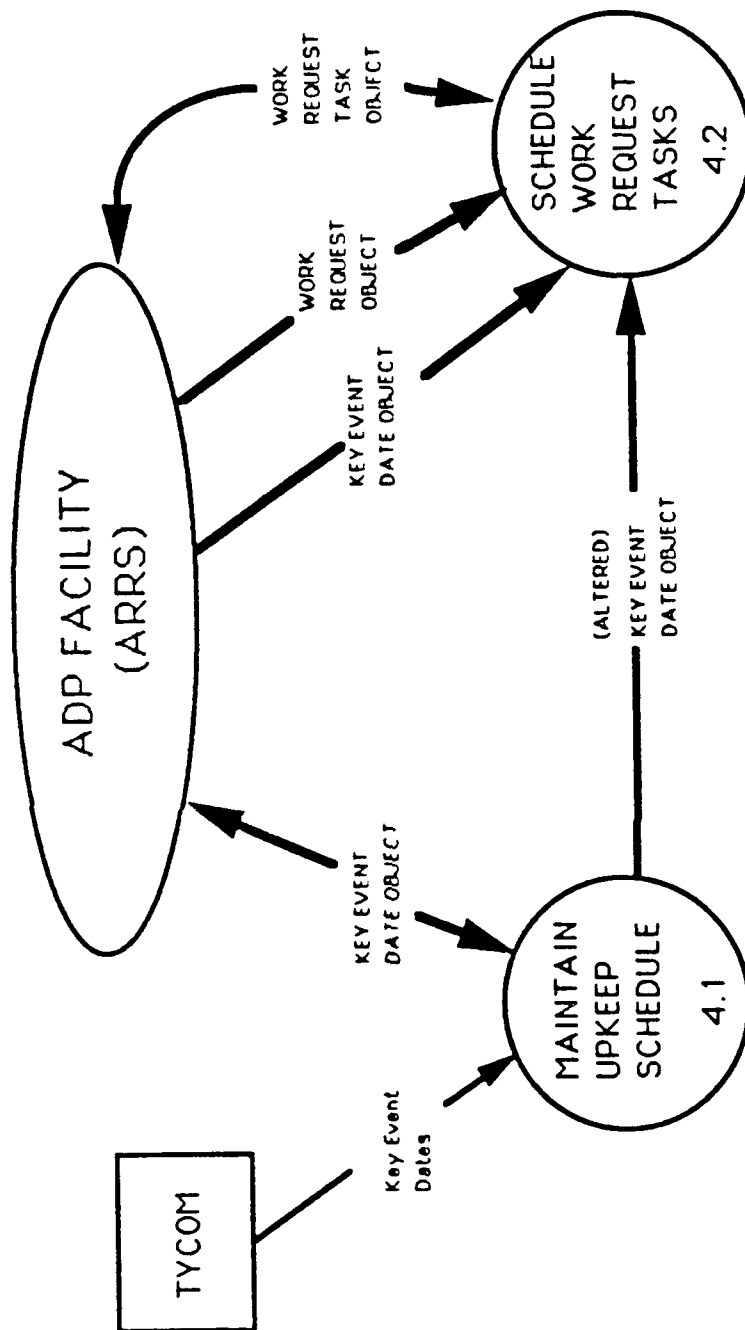 ADP FACILITY
(ARRS)
WORK
REQUEST
TASK
OBJECT
WORK
REQUEST
OBJECT
KEY EVENT
DATE OBJECT
KEY EVENT
DATE OBJECT
TYCOM
Key Event
Dates
MAINTAIN
UPKEEP
SCHEDULE
4.1
(ALTERED)
KEY EVENT
DATE OBJECT
SCHEDULE
WORK
REQUEST
TASKS
4.2